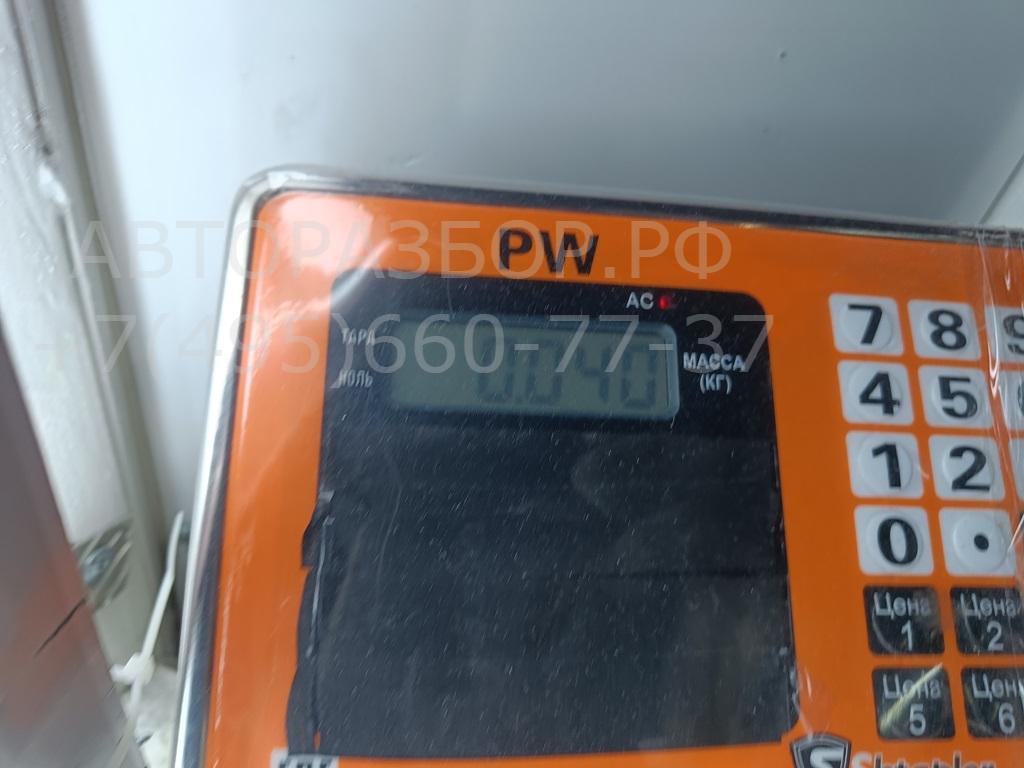 АВТОРАЗБОР.РФ
PW
AC
+7(495)660-77-37
ТАРА
НОЛЬ
0.040
МАССА
(КГ)
7 8 9
4 5
1 2
0 •
Цена Цена
1 2
Цена Цена
5 6